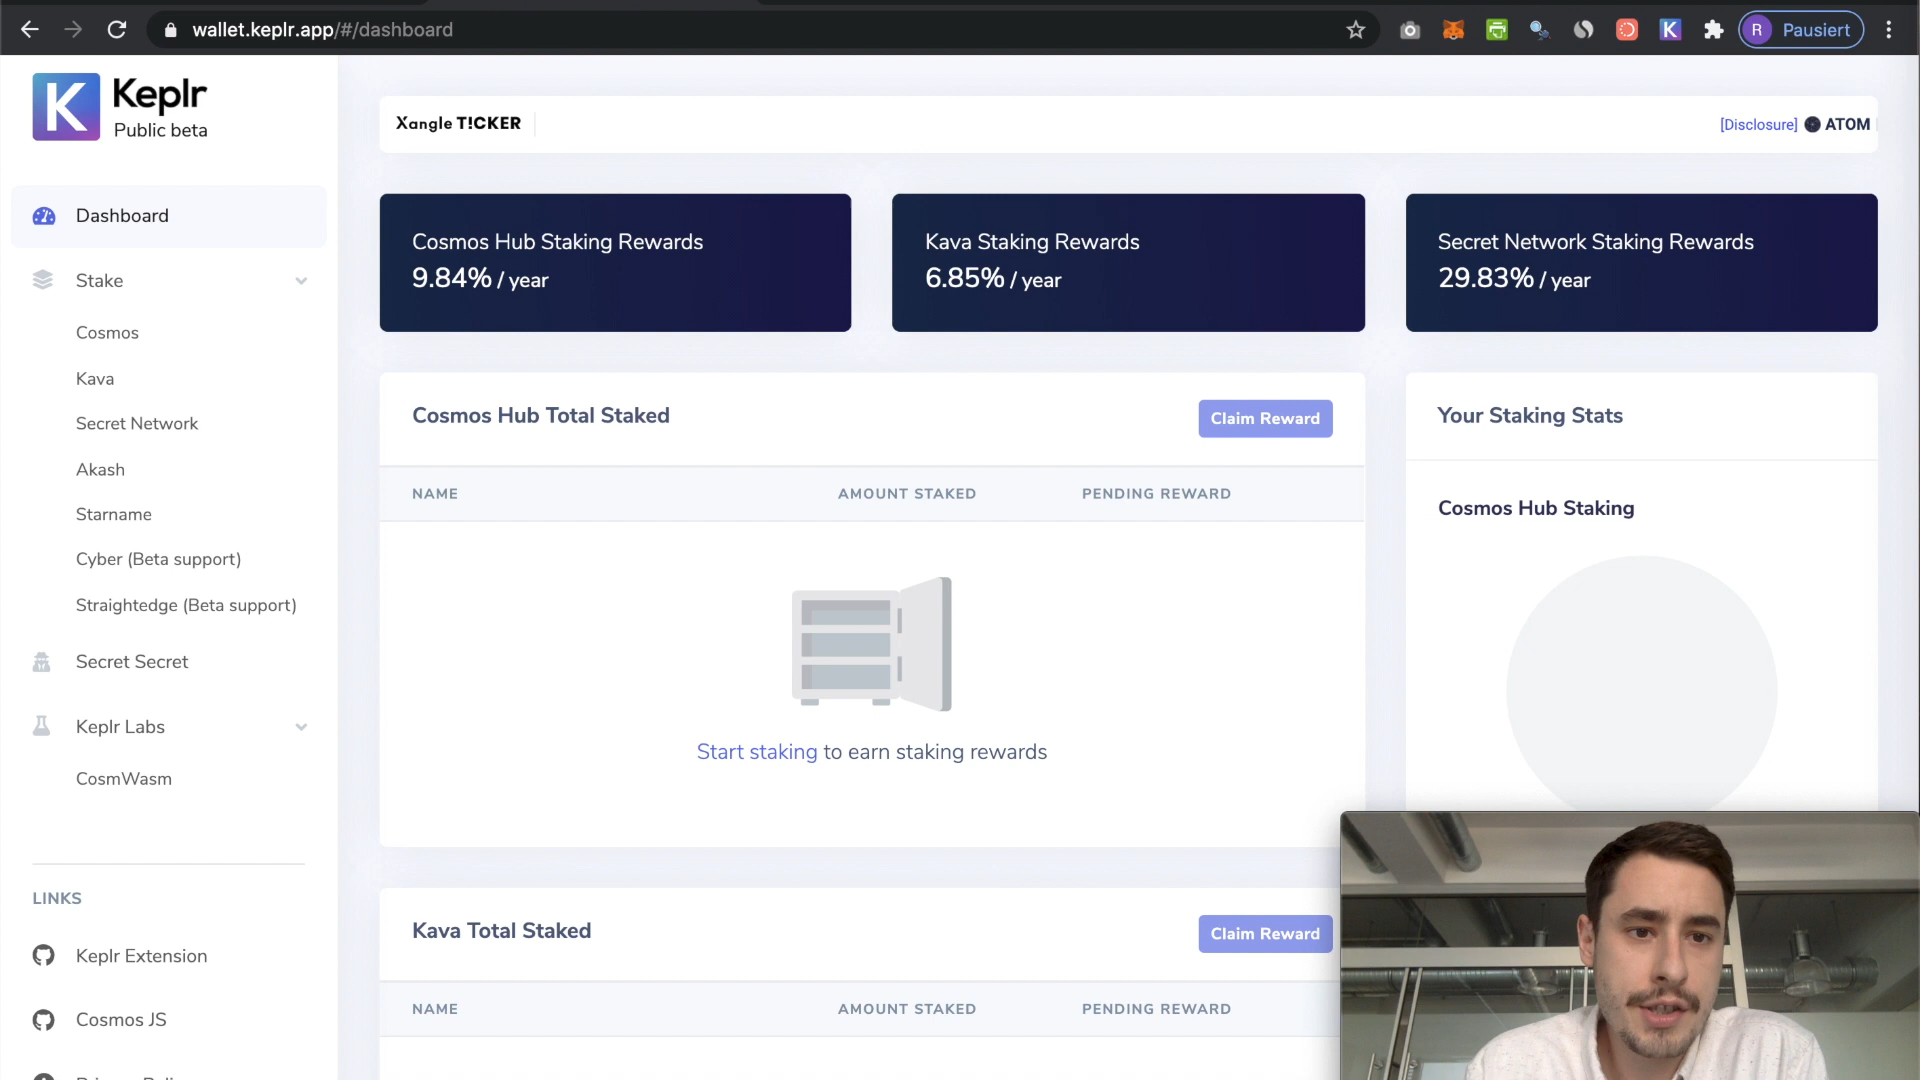 wallet.keplr.app/#/dashboard
R Pausiert
K Keplr
Public beta
Dashboard
Stake
Cosmos
Kava
Secret Network
Akash
Starname
Cyber (Beta support)
Straightedge (Beta support)
Secret Secret
Keplr Labs
CosmWasm
LINKS
Keplr Extension
Cosmos JS
Xangle T!CKER
[Disclosure] ATOM
Cosmos Hub Staking Rewards
9.84% / year
Kava Staking Rewards
6.85% / year
Secret Network Staking Rewards
29.83% / year
Cosmos Hub Total Staked
Claim Reward
NAME AMOUNT STAKED PENDING REWARD
Start staking to earn staking rewards
Your Staking Stats
Cosmos Hub Staking
Kava Total Staked
Claim Reward
NAME AMOUNT STAKED PENDING REWARD